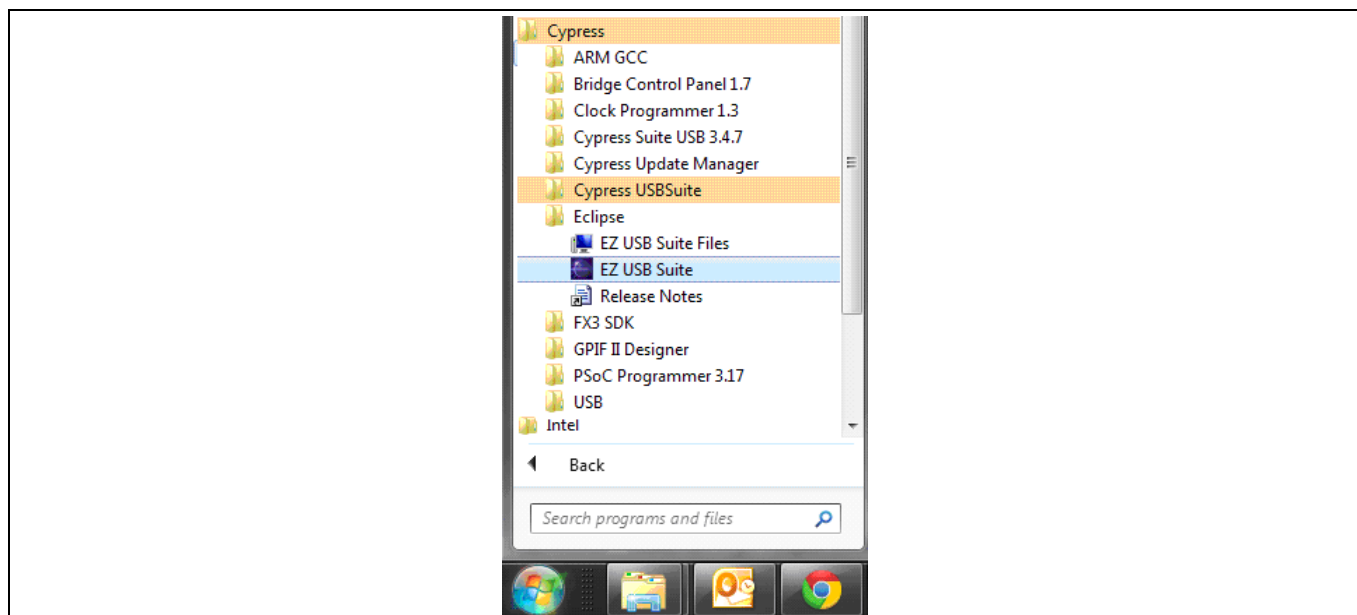 Cypress
ARM GCC
Bridge Control Panel 1.7
Clock Programmer 1.3
Cypress Suite USB 3.4.7
Cypress Update Manager
Cypress USBSuite
Eclipse
EZ USB Suite Files
EZ USB Suite
Release Notes
FX3 SDK
GPIF II Designer
PSoC Programmer 3.17
USB
Intel
Back
Search programs and files